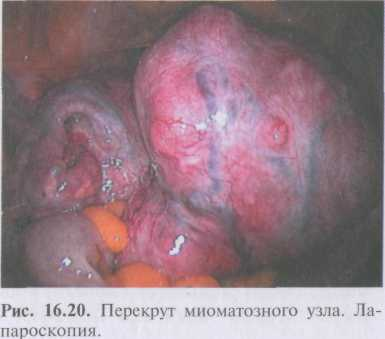 Рис. 16.20. Перекрут миоматозного узла. Ла-
пароскопия.